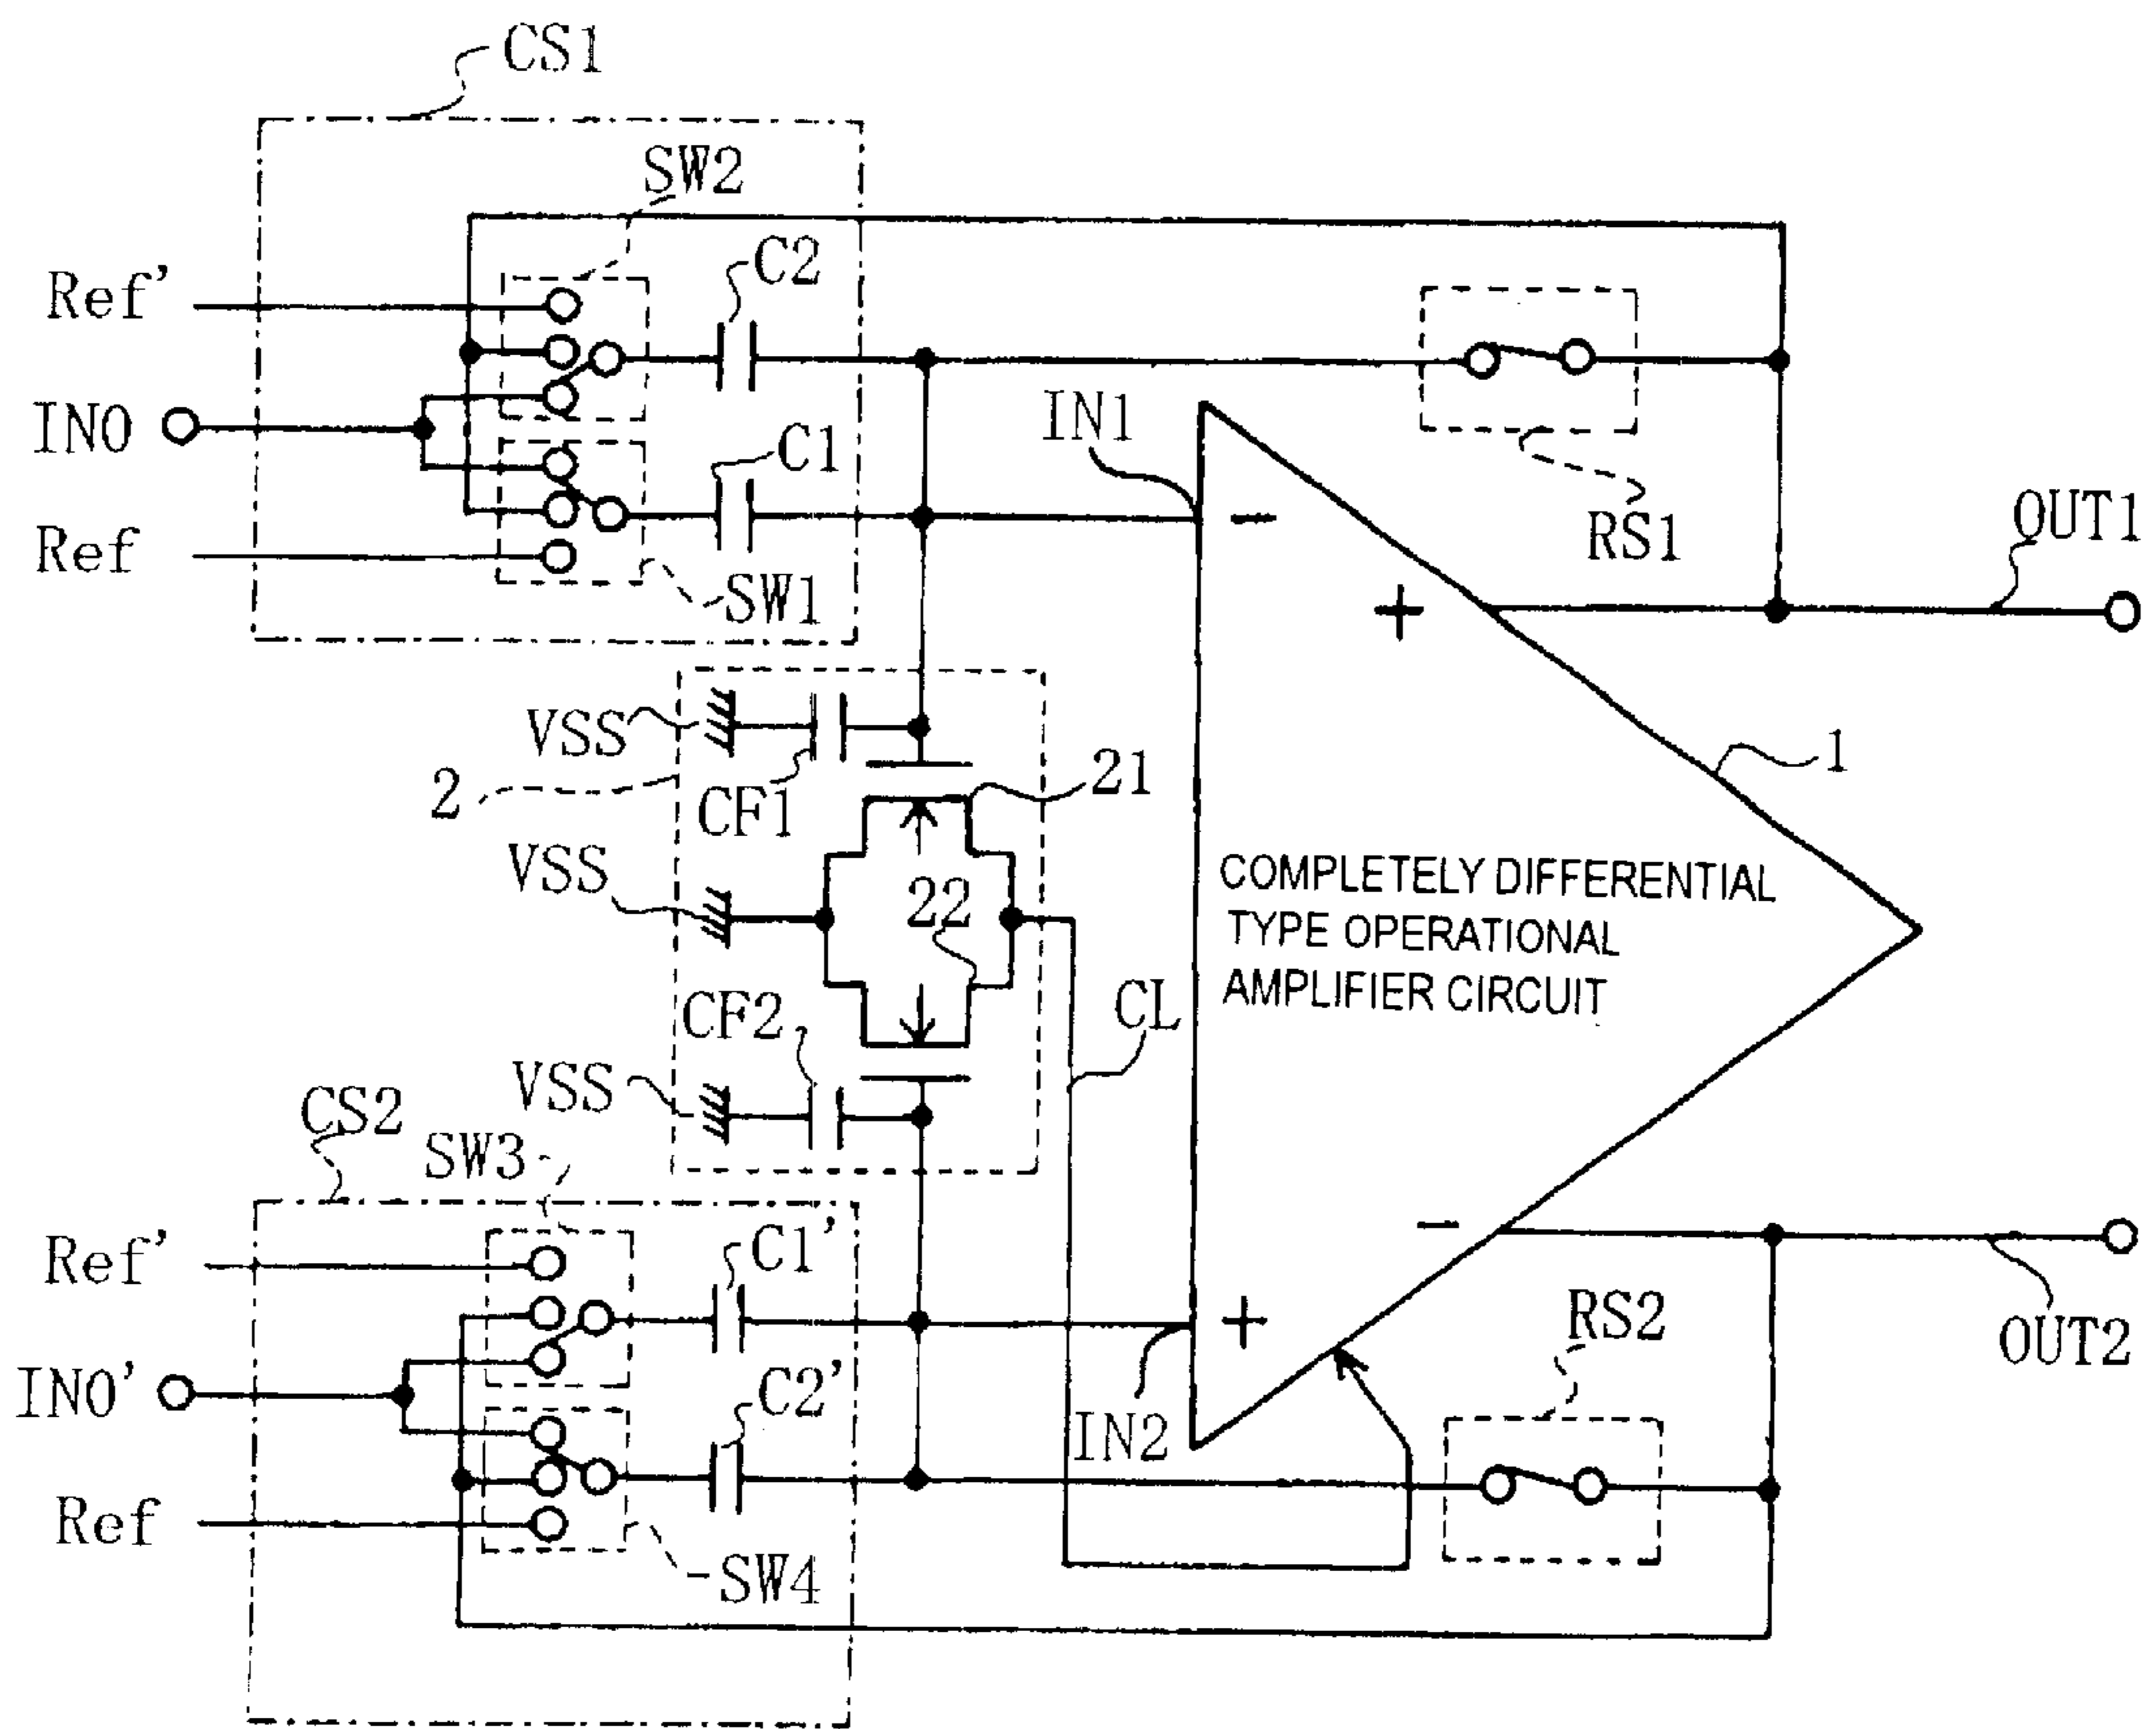 CS1
SW2
C2
Ref'
IN0
IN1
C1
Ref
SW1
RS1
OUT1
-
+
VSS
2
CF1
21
1
VSS
22
COMPLETELY DIFFERENTIAL
TYPE OPERATIONAL
AMPLIFIER CIRCUIT
CF2
CL
VSS
CS2
SW3
Ref'
C1'
-
+
RS2
OUT2
IN0'
C2'
IN2
Ref
SW4